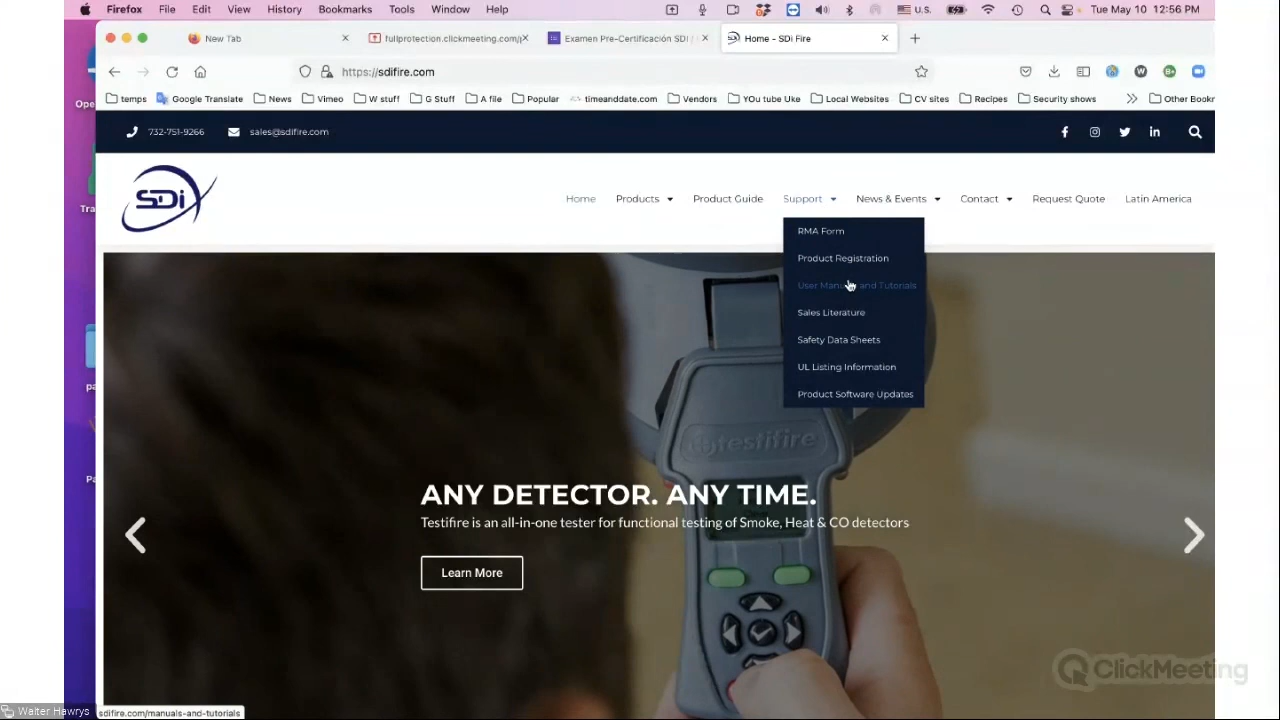 Firefox File Edit View History Bookmarks Tools Window Help U.S. Tue May 10 12:56 PM
New Tab fullprotection.clickmeeting.com/ Examen Pre-Certificación SDI / Home - SDi Fire
https://sdifire.com
temps Google Translate News Vimeo W stuff G Stuff A file Popular timeanddate.com Vendors YOu tube Uke Local Websites CV sites Recipes Security shows Other Bookr
732-751-9266 sales@sdifire.com
SDi
Home Products Product Guide Support News & Events Contact Request Quote Latin America
RMA Form
Product Registration
User and Tutorials
Sales Literature
Safety Data Sheets
UL Listing Information
Product Software Updates
testifire
ANY DETECTOR. ANY TIME.
Testifire is an all-in-one tester for functional testing of Smoke, Heat & CO detectors
Learn More
ClickMeeting
Walter Hawrys sdifire.com/manuals-and-tutorials